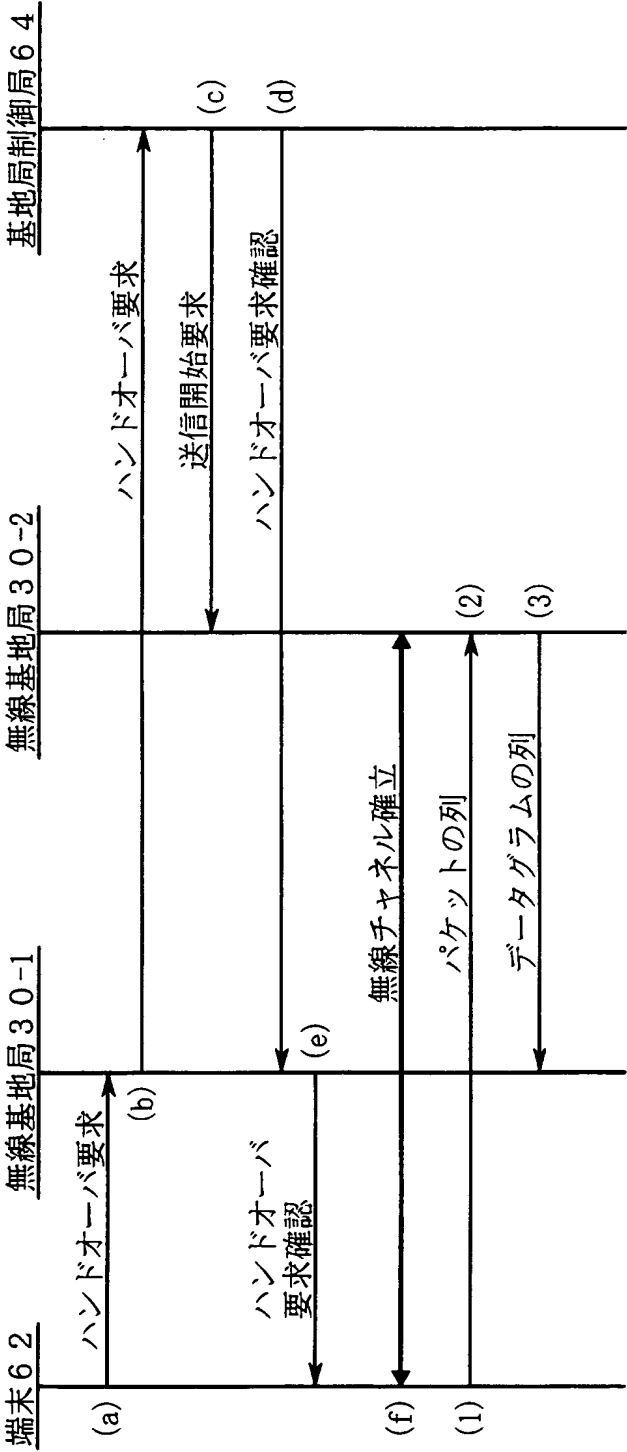 端末62
無線基地局30-1
無線基地局30-2
基地局制御局64
(a)
ハンドオーバ要求
(b)
ハンドオーバ要求
送信開始要求
(c)
ハンドオーバ要求確認
(d)
(e)
ハンドオーバ
要求確認
(f)
無線チャネル確立
(1)
パケットの列
(2)
データグラムの列
(3)